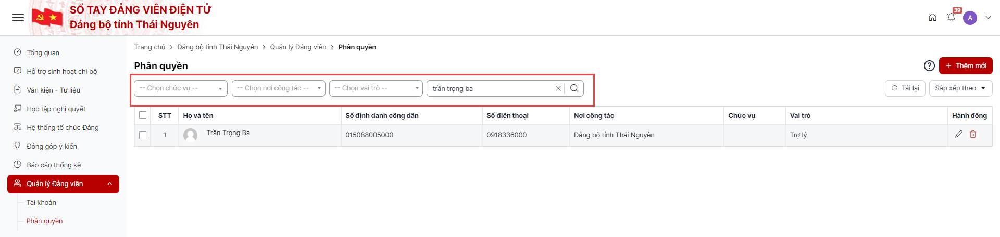 SỔ TAY ĐẢNG VIÊN ĐIỆN TỬ
Đảng bộ tỉnh Thái Nguyên
39
A
Tổng quan
Hỗ trợ sinh hoạt chi bộ
Văn kiện - Tư liệu
Học tập nghị quyết
Hệ thống tổ chức Đảng
Đóng góp ý kiến
Báo cáo thống kê
Quản lý Đảng viên
Tài khoản
Phân quyền
Trang chủ > Đảng bộ tỉnh Thái Nguyên > Quản lý Đảng viên > Phân quyền
Phân quyền
? + Thêm mới
-- Chọn chức vụ -- -- Chọn nơi công tác -- -- Chọn vai trò -- trần trọng ba
Tải lại Sắp xếp theo
STT Họ và tên Số định danh công dân Số điện thoại Nơi công tác Chức vụ Vai trò Hành động
1 Trần Trọng Ba 015088005000 0918336000 Đảng bộ tỉnh Thái Nguyên Trợ lý